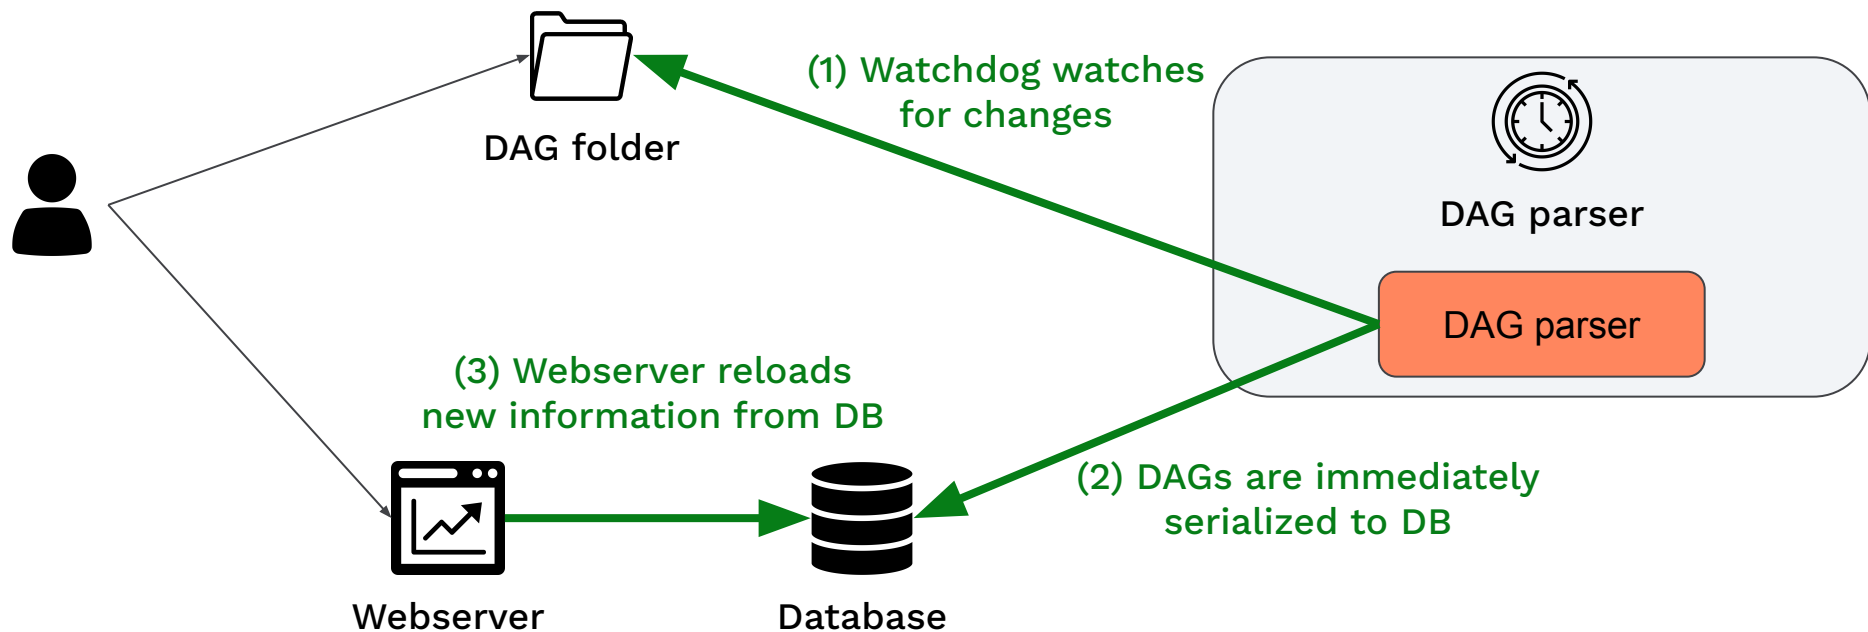 (1) Watchdog watches
for changes
DAG folder
DAG parser
DAG parser
(3) Webserver reloads
new information from DB
(2) DAGs are immediately
serialized to DB
Webserver
Database